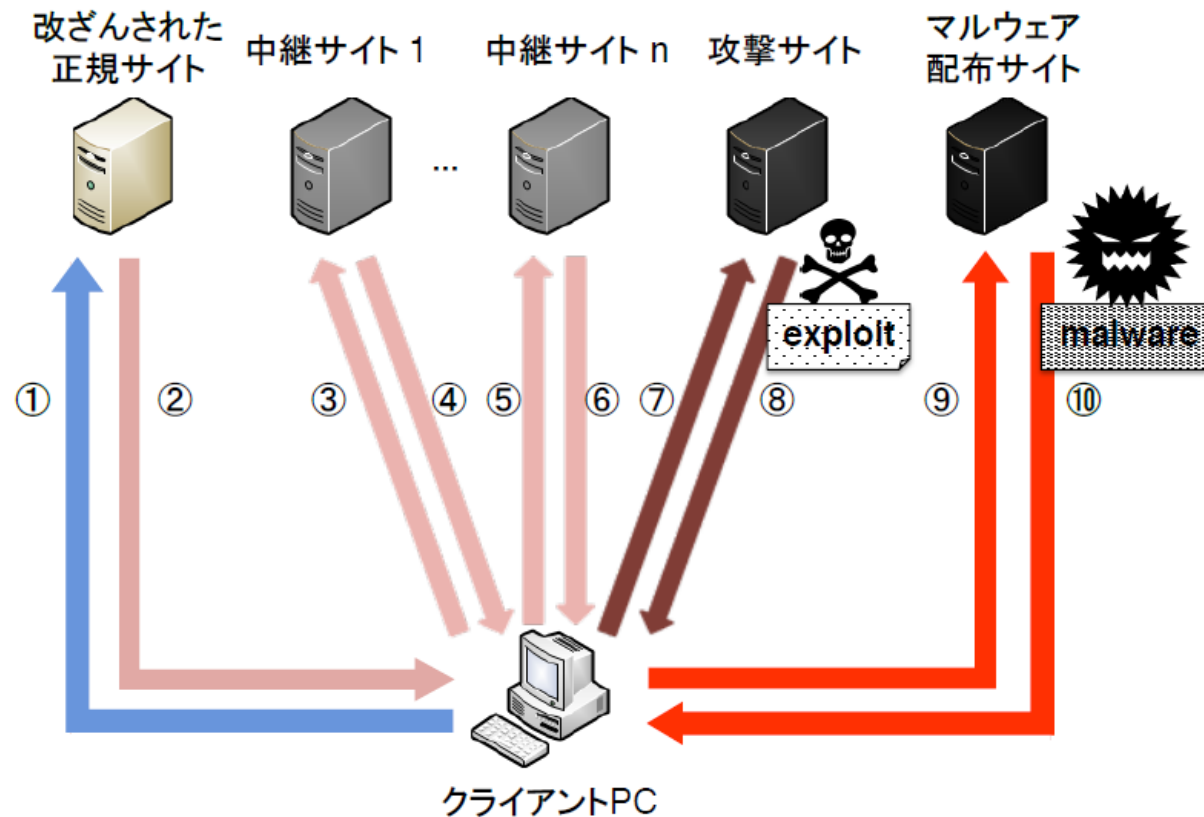 改ざんされた
正規サイト
中継サイト 1
...
中継サイト n
攻撃サイト
マルウェア
配布サイト
exploit
malware
①
②
③
④
⑤
⑥
⑦
⑧
⑨
⑩
クライアントPC